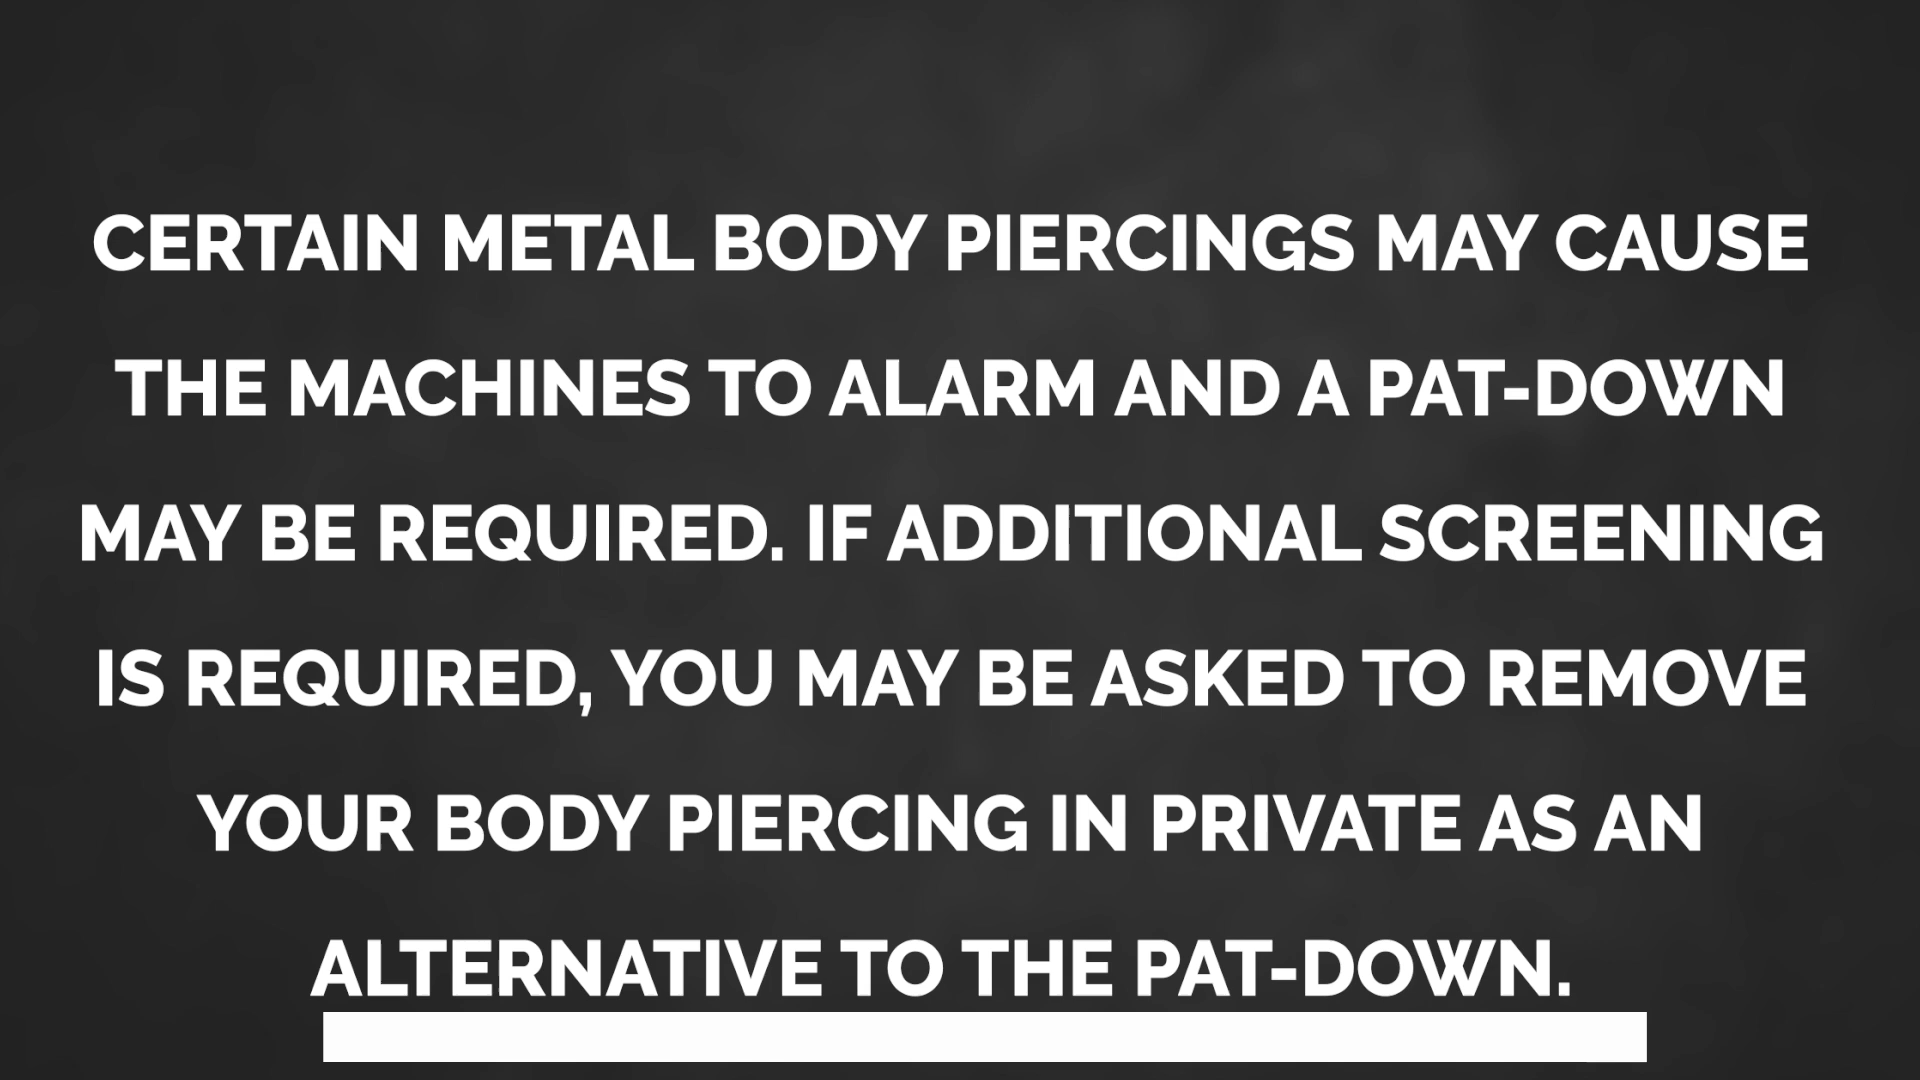 CERTAIN METAL BODY PIERCINGS MAY CAUSE
THE MACHINES TO ALARM AND A PAT-DOWN
MAY BE REQUIRED. IF ADDITIONAL SCREENING
IS REQUIRED, YOU MAY BE ASKED TO REMOVE
YOUR BODY PIERCING IN PRIVATE AS AN
ALTERNATIVE TO THE PAT-DOWN.